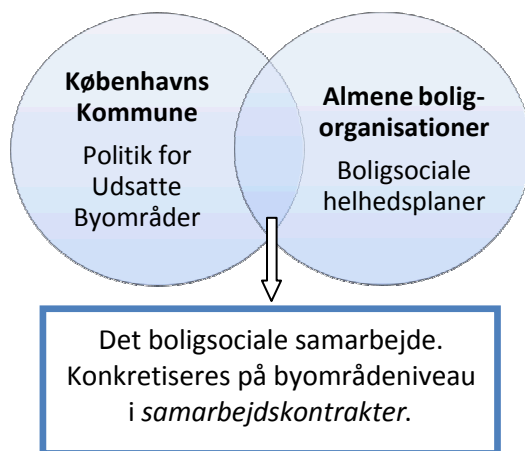 Københavns
Kommune
Politik for
Udsatte
Byområder
Almene bolig-
organisationer
Boligsociale
helhedsplaner
Det boligsociale samarbejde.
Konkretiseres på byområdeniveau
i samarbejdskontrakter.